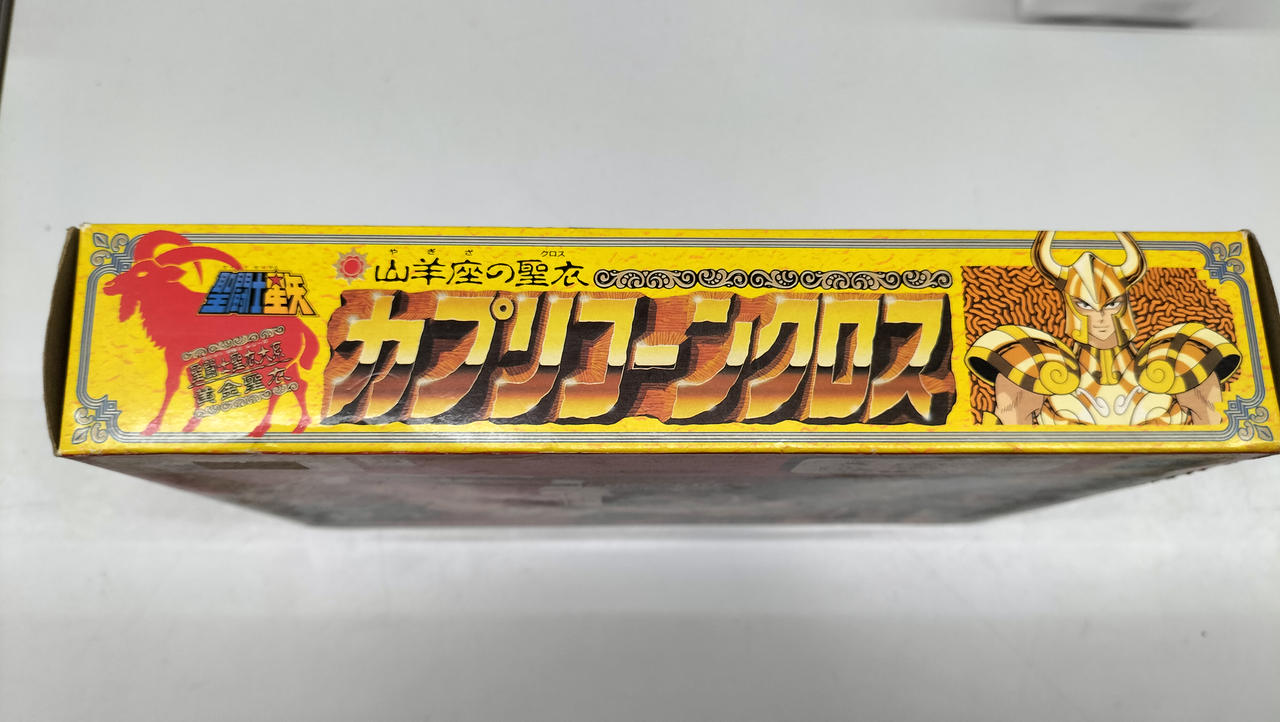 聖闘士星矢
聖闘士聖衣大系
黄金聖衣
やぎざ クロス
山羊座の聖衣
カプリコーンクロス